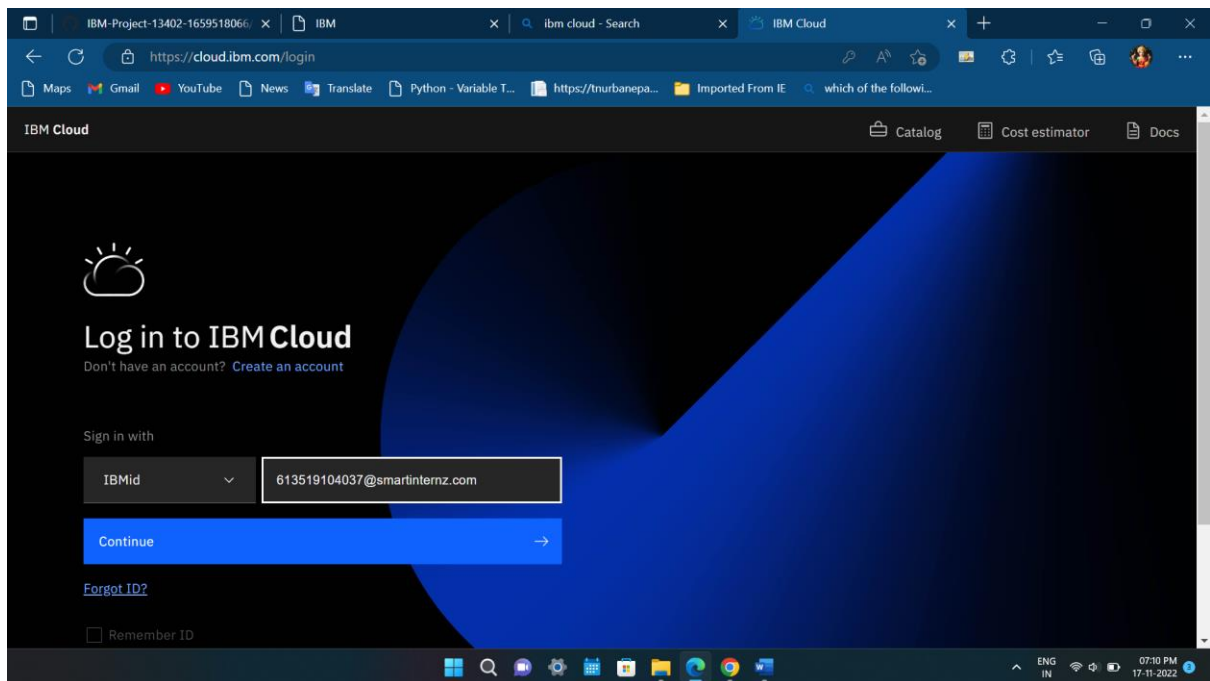 IBM-Project-13402-1659518066/
IBM
ibm cloud - Search
IBM Cloud
https://cloud.ibm.com/login
Maps
Gmail
YouTube
News
Translate
Python - Variable T...
https://tnurbanepa...
Imported From IE
which of the followi...
IBM Cloud
Catalog
Cost estimator
Docs
Log in to IBM Cloud
Don't have an account? Create an account
Sign in with
IBMid
613519104037@smartinternz.com
Continue
Forgot ID?
Remember ID
ENG
IN
07:10 PM
17-11-2022
3